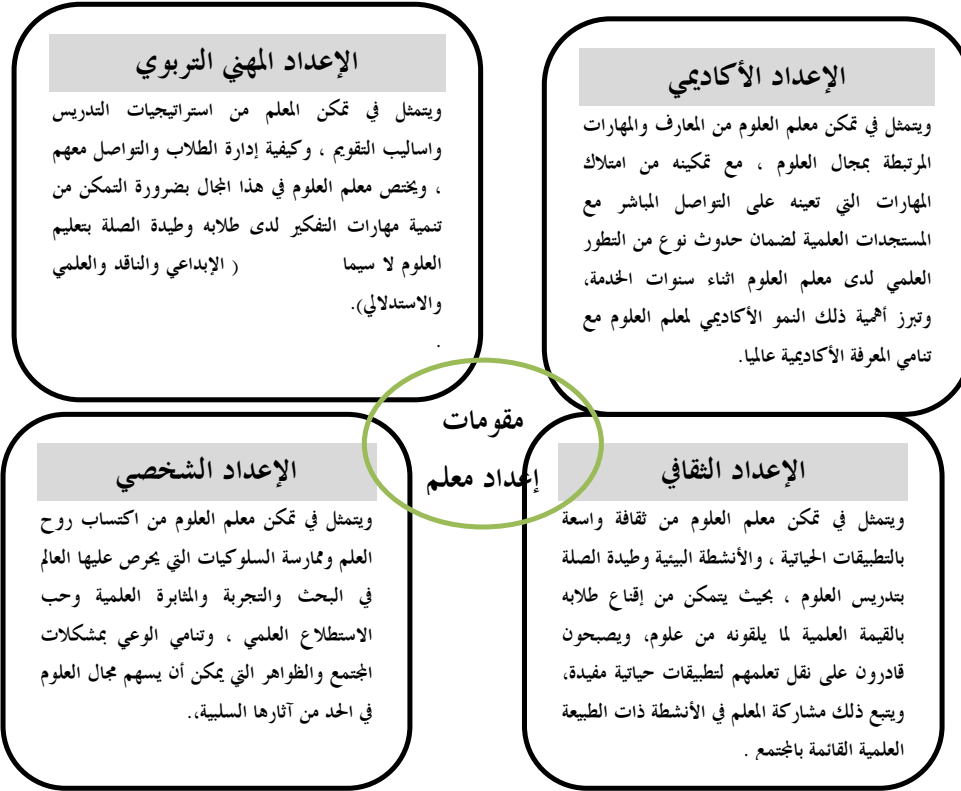 الإعداد الأكاديمي
ويتمثل في تمكن معلم العلوم من المعارف والمهارات
المرتبطة بمجال العلوم ، مع تمكينه من امتلاك
المهارات التي تعينه على التواصل المباشر مع
المستجدات العلمية لضمان حدوث نوع من التطور
العلمي لدى معلم العلوم اثناء سنوات الخدمة،
وتبرز أهمية ذلك النمو الأكاديمي لمعلم العلوم مع
تنامي المعرفة الأكاديمية عالميا.
الإعداد المهني التربوي
ويتمثل في تمكن المعلم من استراتيجيات التدريس
واساليب التقويم ، وكيفية إدارة الطلاب والتواصل معهم
، ويختص معلم العلوم في هذا المجال بضرورة التمكن من
تنمية مهارات التفكير لدى طلابه وطيدة الصلة بتعليم
العلوم لا سيما ( الإبداعي والناقد والعلمي
والاستدلالي).
.
مقومات
إعداد معلم
الإعداد الثقافي
ويتمثل في تمكن معلم العلوم من ثقافة واسعة
بالتطبيقات الحياتية ، والأنشطة البيئية وطيدة الصلة
بتدريس العلوم ، بحيث يتمكن من إقناع طلابه
بالقيمة العلمية لما يلقونه من علوم، ويصبحون
قادرون على نقل تعلمهم لتطبيقات حياتية مفيدة،
ويتبع ذلك مشاركة المعلم في الأنشطة ذات الطبيعة
العلمية القائمة بالمجتمع .
الإعداد الشخصي
ويتمثل في تمكن معلم العلوم من اكتساب روح
العلم وممارسة السلوكيات التي يحرص عليها العالم
في البحث والتجربة والمثابرة العلمية وحب
الاستطلاع العلمي ، وتنامي الوعي بمشكلات
المجتمع والظواهر التي يمكن أن يسهم مجال العلوم
في الحد من آثارها السلبية،.